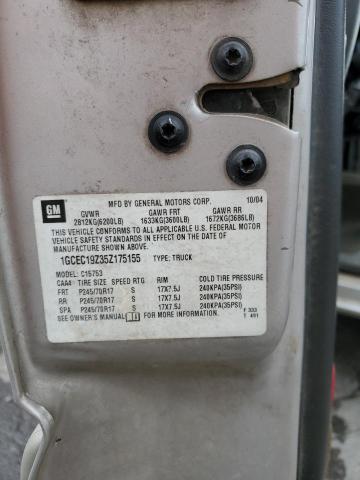 GM
MFD BY GENERAL MOTORS CORP. 10/04
GVWR GAWR FRT GAWR RR
2812KG(6200LB) 1633KG(3600LB) 1672KG(3686LB)
THIS VEHICLE CONFORMS TO ALL APPLICABLE U.S. FEDERAL MOTOR
VEHICLE SAFETY STANDARDS IN EFFECT ON THE DATE OF
MANUFACTURE SHOWN ABOVE.
1GCEC19Z35Z175155 TYPE: TRUCK
MODEL: C15753
CAA4 TIRE SIZE SPEED RTG RIM COLD TIRE PRESSURE
FRT P245/70R17 S 17X7.5J 240KPA(35PSI)
RR P245/70R17 S 17X7.5J 240KPA(35PSI)
SPA P245/70R17 S 17X7.5J 240KPA(35PSI)
SEE OWNER'S MANUAL FOR MORE INFORMATION. F 333 T 491